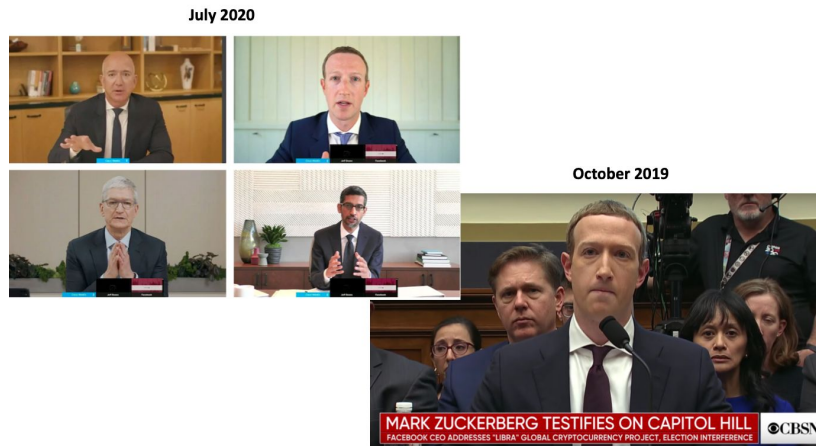 July 2020
October 2019
MARK ZUCKERBERG TESTIFIES ON CAPITOL HILL
FACEBOOK CEO ADDRESSES "LIBRA" GLOBAL CRYPTOCURRENCY PROJECT, ELECTION INTERFERENCE
CBSN